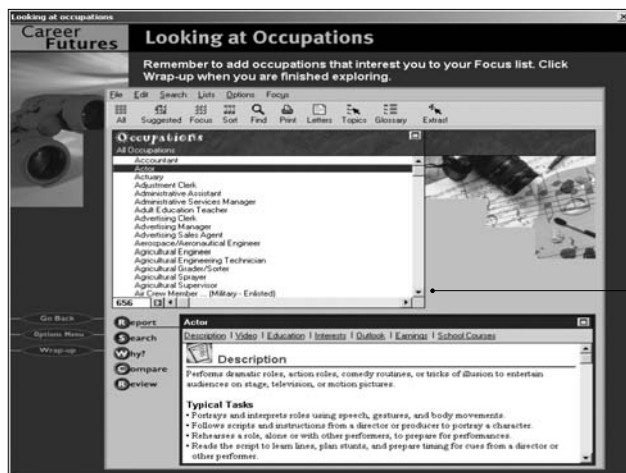 Looking at occupations
Career
Futures
Looking at Occupations
Remember to add occupations that interest you to your Focus list. Click
Wrap-up when you are finished exploring.
File Edit Search Lists Options Focus
All Suggested Focus Sort Find Print Letters Topics Glossary Extras!
Occupations
All Occupations
Accountant
Actor
Actuary
Adjustment Clerk
Administrative Assistant
Administrative Services Manager
Adult Education Teacher
Advertising Clerk
Advertising Manager
Advertising Sales Agent
Aerospace/Aeronautical Engineer
Agricultural Engineer
Agricultural Engineering Technician
Agricultural Grader/Sorter
Agricultural Sprayer
Agricultural Supervisor
Air Crew Member ... (Military - Enlisted)
656
Go Back
Options Menu
Wrap-up
Report
Search
Why?
Compare
Review
Actor
Description | Video | Education | Interests | Outlook | Earnings | School Courses
Description
Performs dramatic roles, action roles, comedy routines, or tricks of illusion to entertain
audiences on stage, television, or motion pictures.
Typical Tasks
• Portrays and interprets roles using speech, gestures, and body movements.
• Follows scripts and instructions from a director or producer to portray a character.
• Rehearses a role, alone or with other performers, to prepare for performances.
• Reads the script to learn lines, plan stunts, and prepare timing for cues from a director or
other performer.